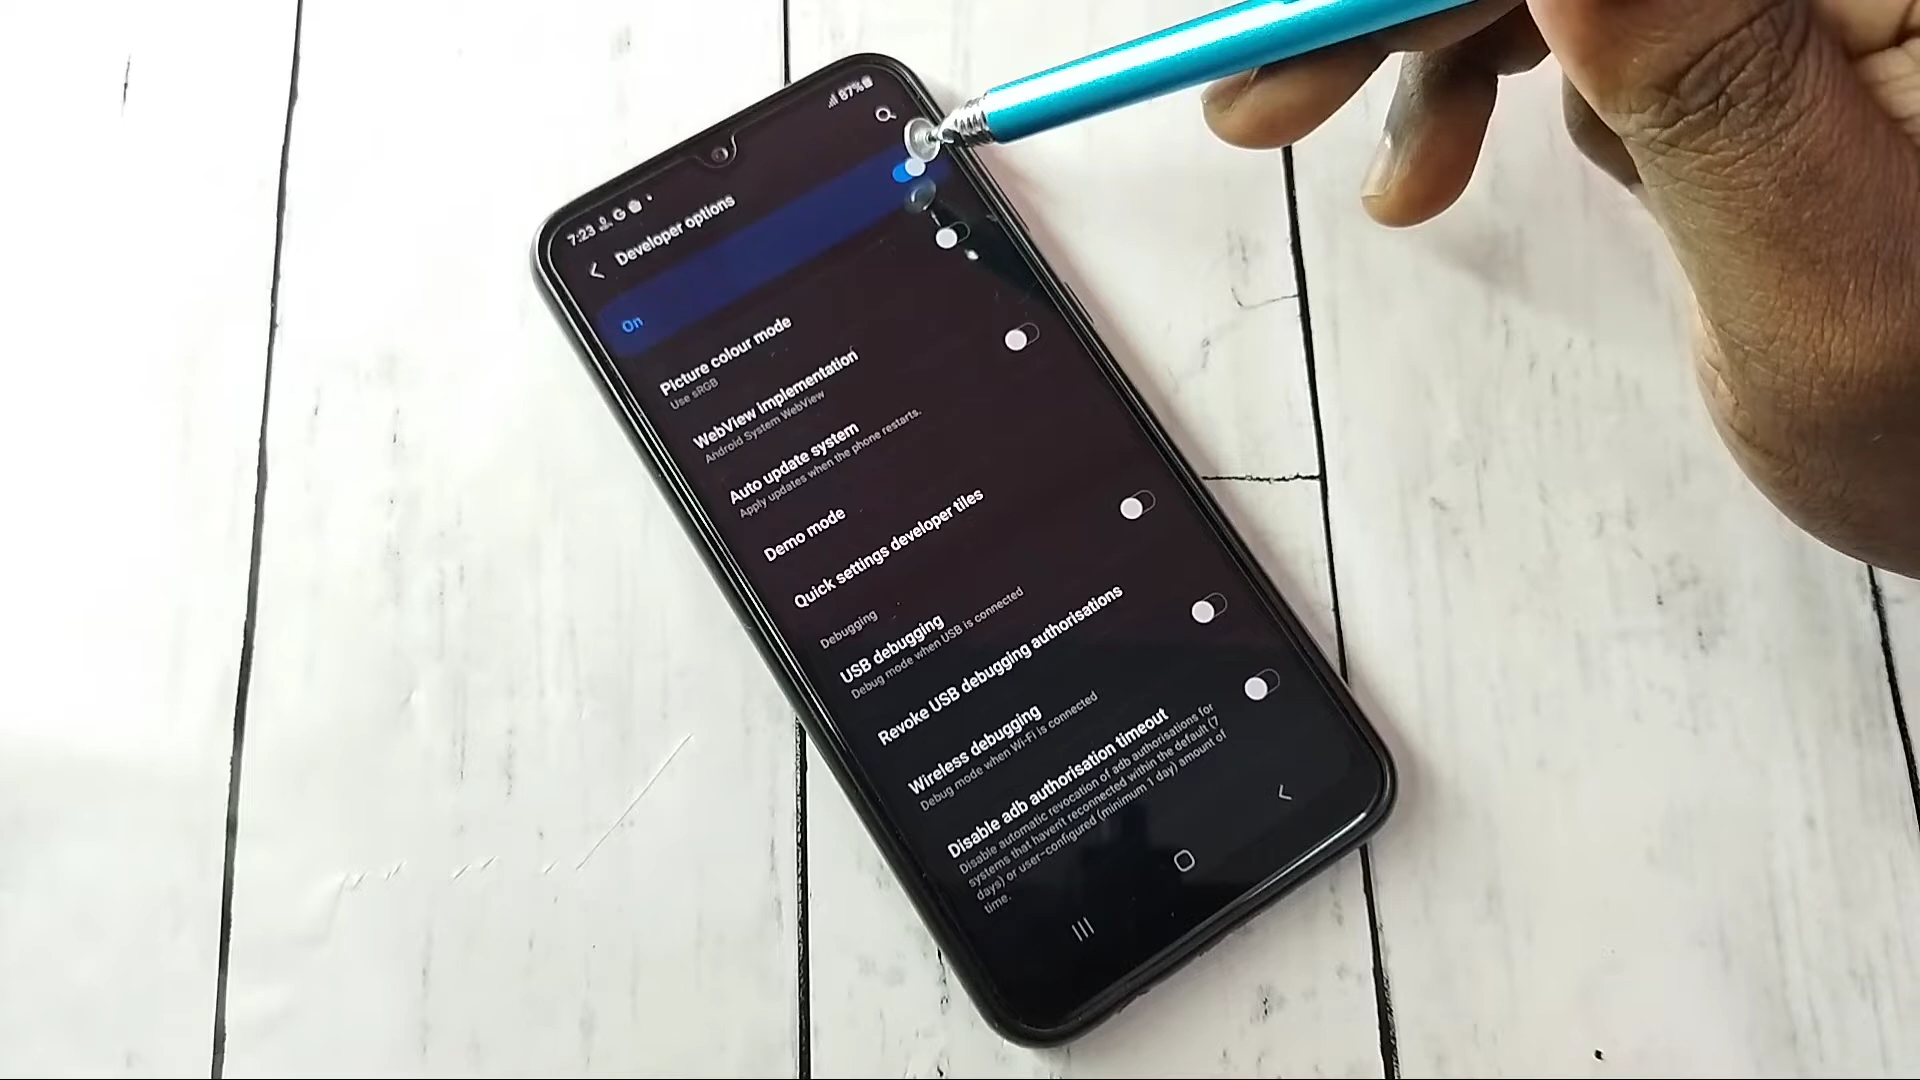 7:23 G 87%
Developer options
On
Picture colour mode
Use sRGB
WebView implementation
Android System WebView
Auto update system
Apply updates when the phone restarts.
Demo mode
Quick settings developer tiles
Debugging
USB debugging
Debug mode when USB is connected
Revoke USB debugging authorisations
Wireless debugging
Debug mode when Wi-Fi is connected
Disable adb authorisation timeout
Disable automatic revocation of adb authorisations for
systems that haven't reconnected within the default (7
days) or user-configured (minimum 1 day) amount of
time.